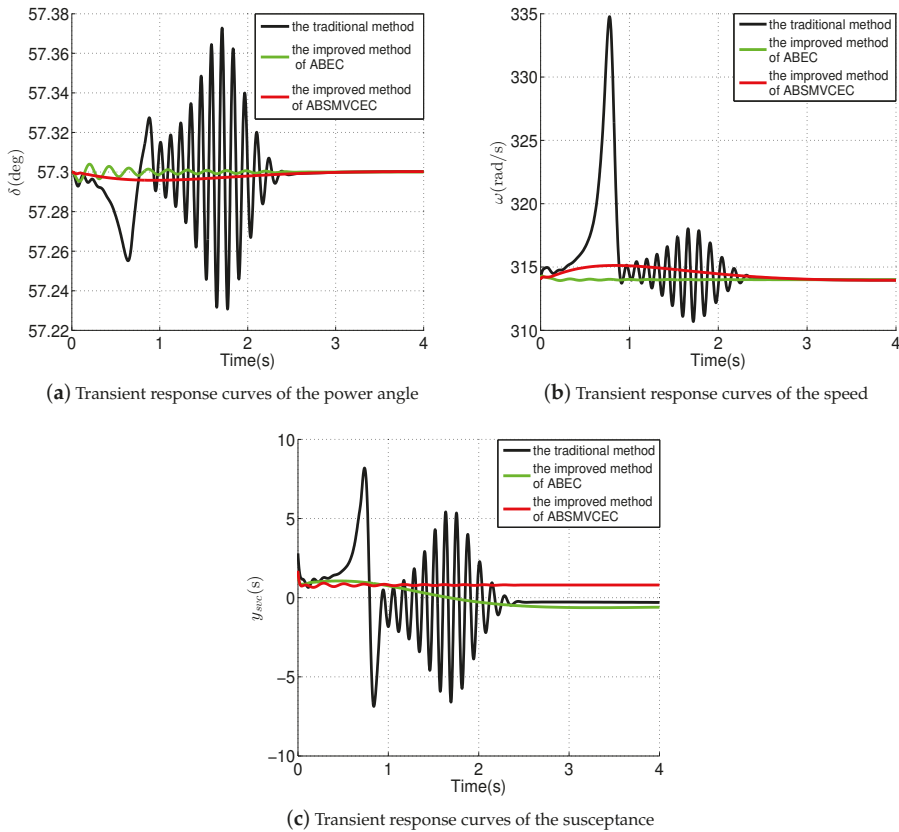 57.38
57.36
57.34
57.32
57.3
57.28
57.26
57.24
57.22
δ(deg)
0
1
2
3
4
Time(s)
the traditional method
the improved method
of ABEC
the improved method
of ABSMVCEC
(a) Transient response curves of the power angle
335
330
325
320
315
310
ω(rad/s)
0
1
2
3
4
Time(s)
the traditional method
the improved method
of ABEC
the improved method
of ABSMVCEC
(b) Transient response curves of the speed
10
5
0
−5
−10
y_svc(s)
0
1
2
3
4
Time(s)
the traditional method
the improved method
of ABEC
the improved method
of ABSMVCEC
(c) Transient response curves of the susceptance